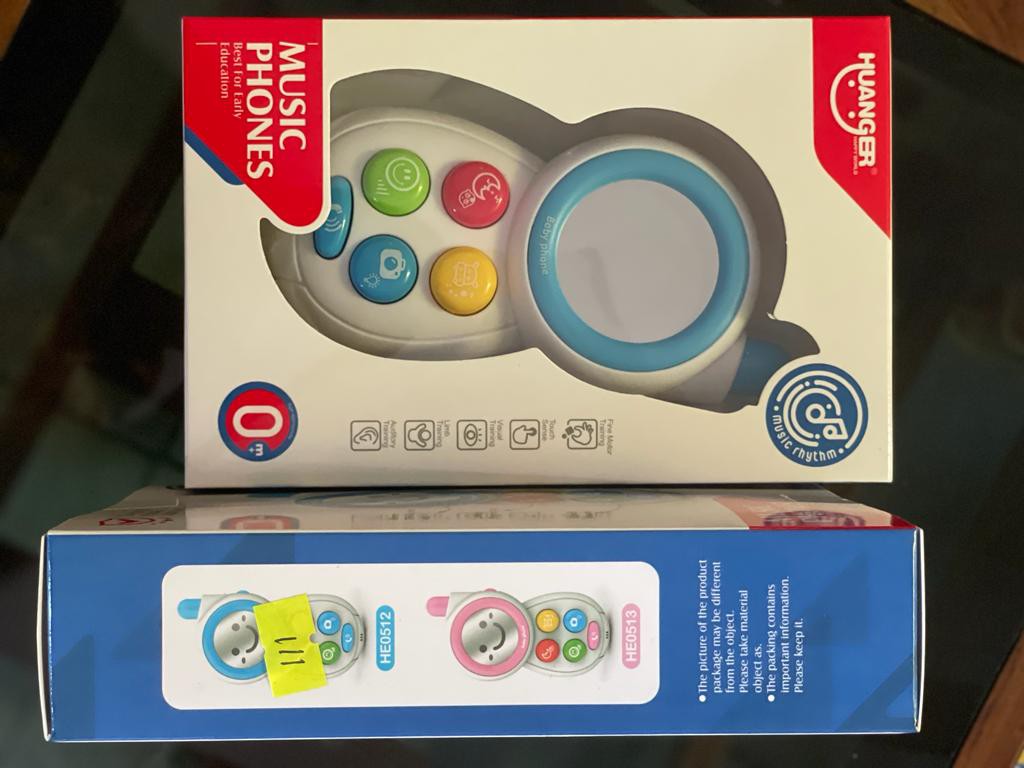 HUANGER®
MUSIC
PHONES
Best For Early
Education
Baby phone
music rhythm
Fine Motor
Training
Touch
Sense
Visual
Training
Limb
Training
Auditory
Training
0m+
HE0512
111
HE0513
●The picture of the product
package may be different
from the object.
Please take material
object as.
●The packing contains
important information.
Please keep it.